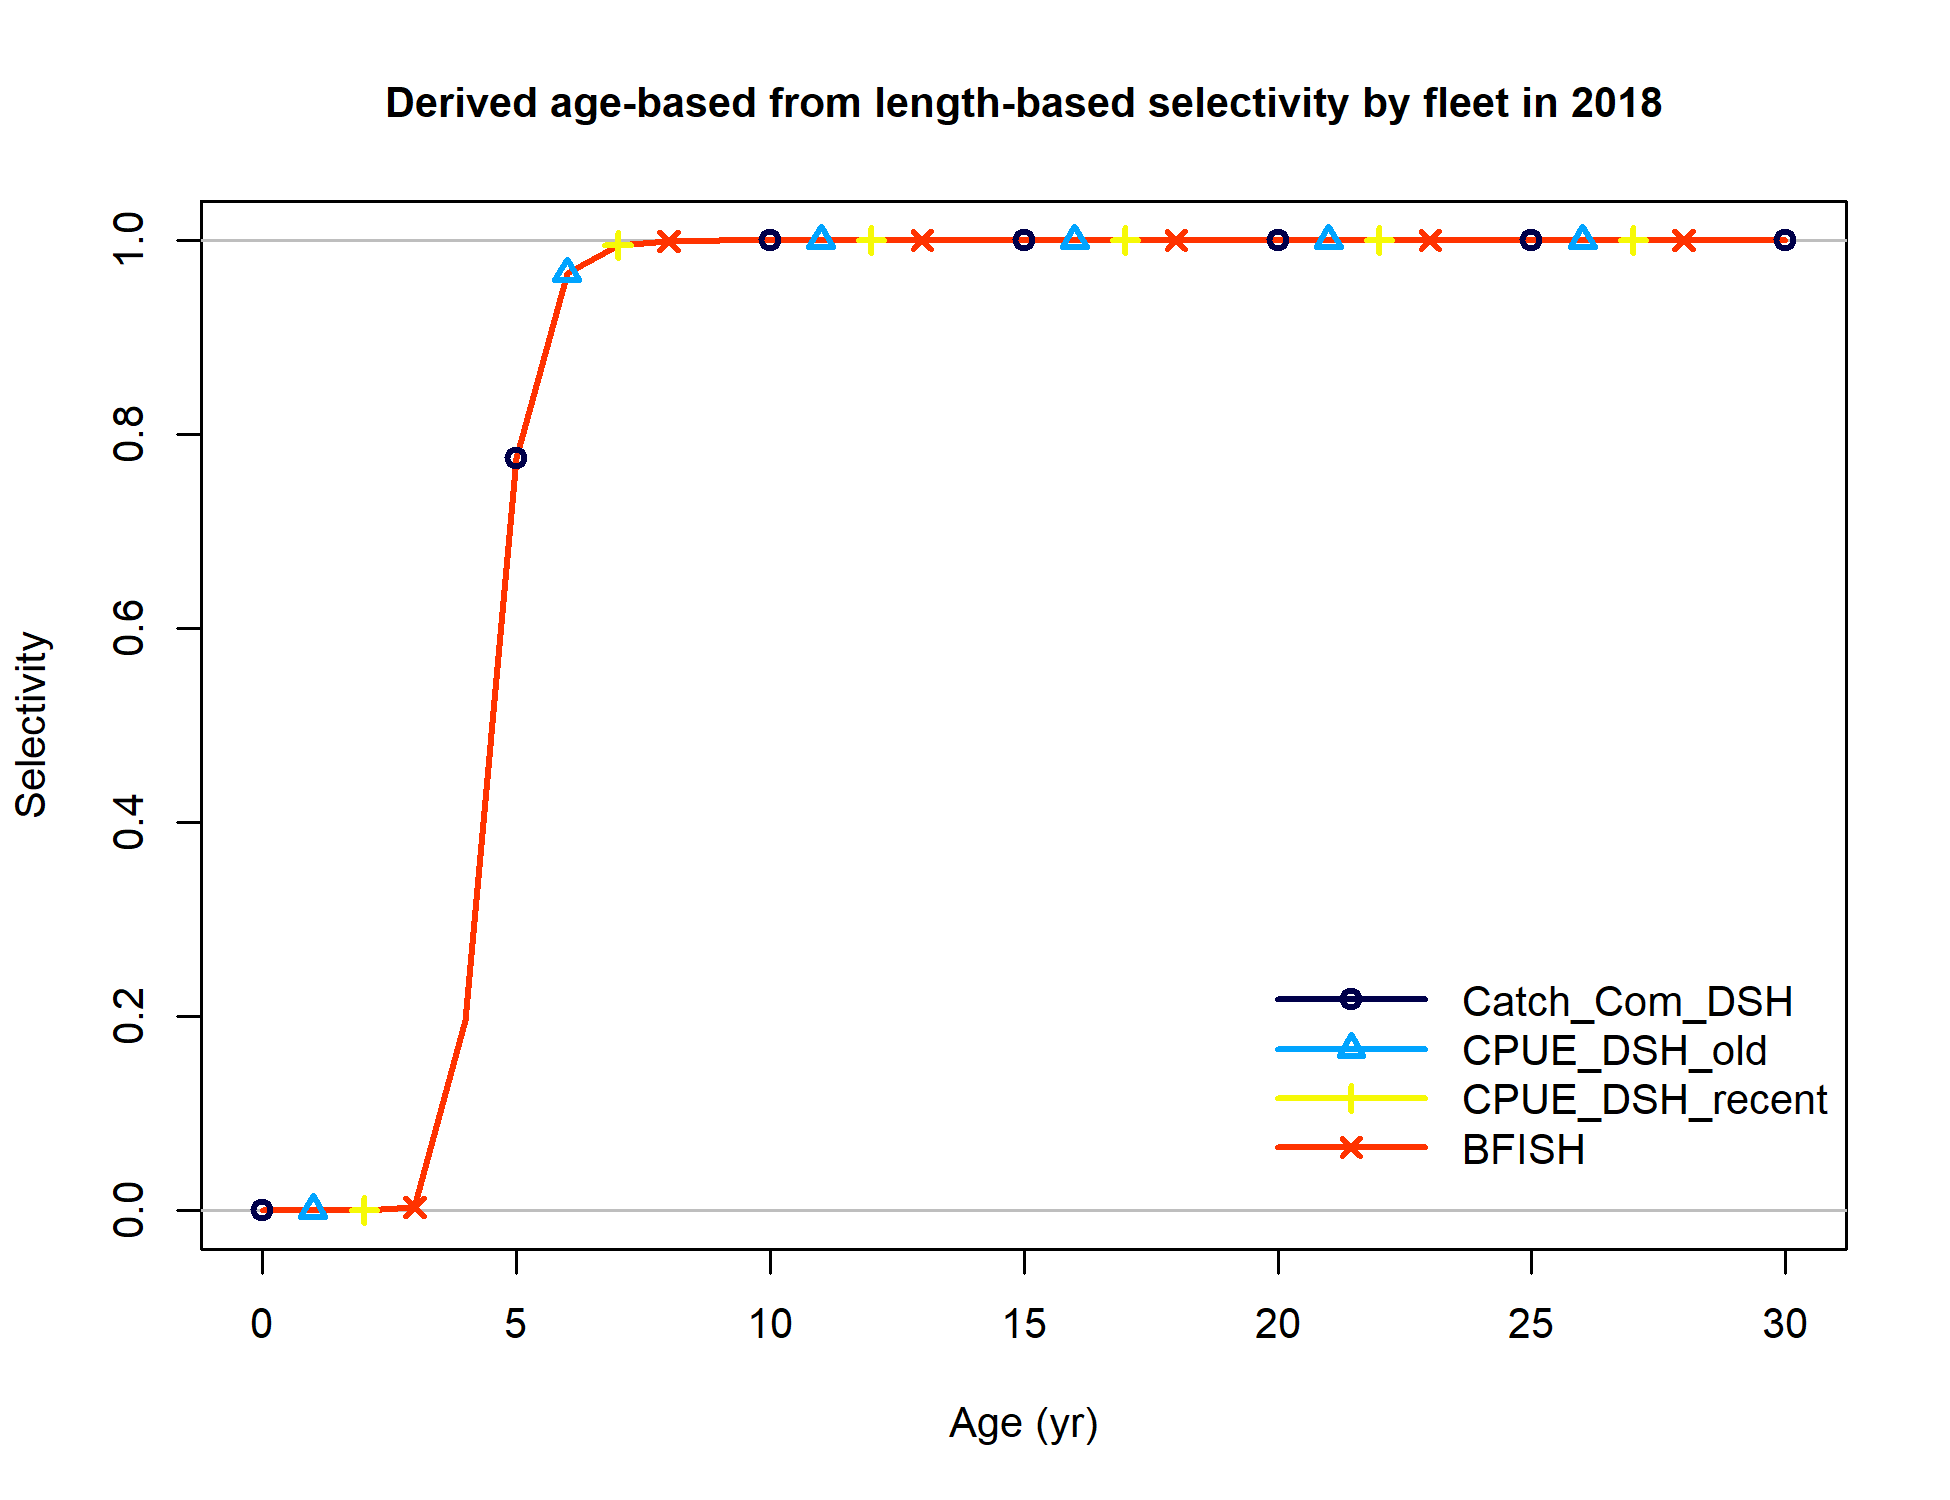 Derived age-based from length-based selectivity by fleet in 2018
1.0
0.8
0.6
0.4
0.2
0.0
Selectivity
Catch_Com_DSH
CPUE_DSH_old
CPUE_DSH_recent
BFISH
0 5 10 15 20 25 30
Age (yr)